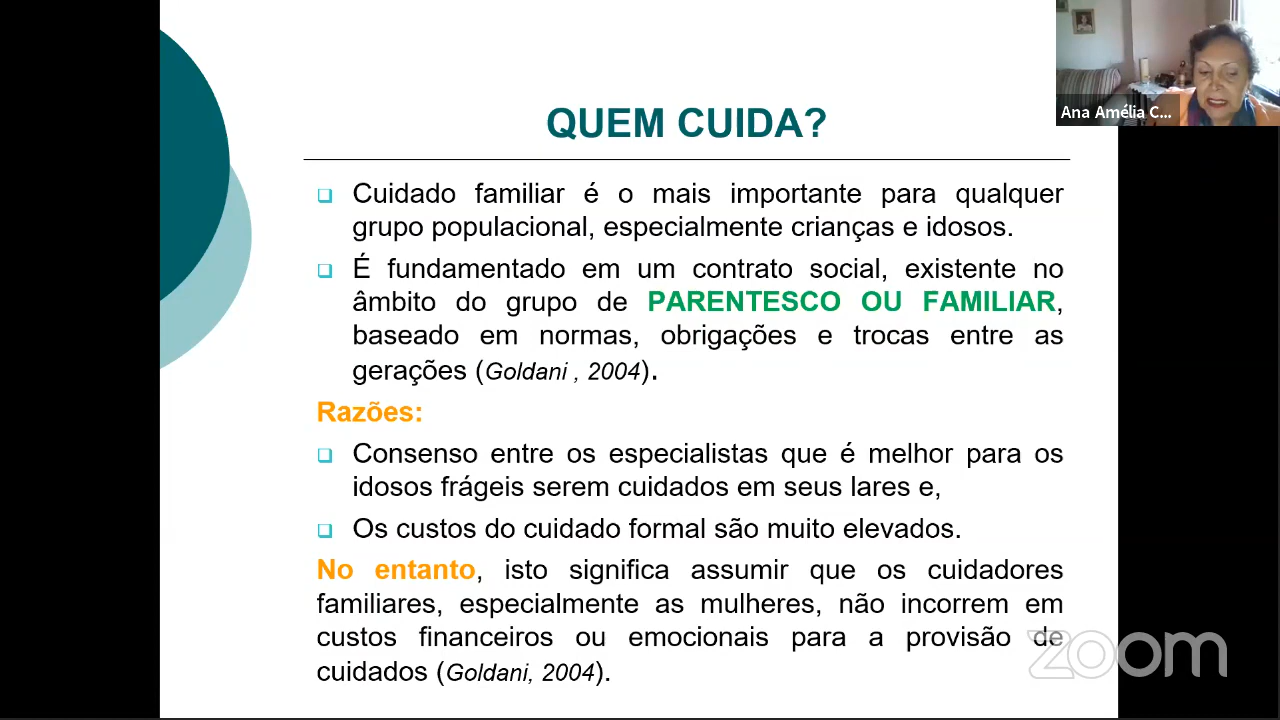 Ana Amélia C...
QUEM CUIDA?
Cuidado familiar é o mais importante para qualquer
grupo populacional, especialmente crianças e idosos.
É fundamentado em um contrato social, existente no
âmbito do grupo de PARENTESCO OU FAMILIAR,
baseado em normas, obrigações e trocas entre as
gerações (Goldani , 2004).
Razões:
Consenso entre os especialistas que é melhor para os
idosos frágeis serem cuidados em seus lares e,
Os custos do cuidado formal são muito elevados.
No entanto, isto significa assumir que os cuidadores
familiares, especialmente as mulheres, não incorrem em
custos financeiros ou emocionais para a provisão de
cuidados (Goldani, 2004).
zoom